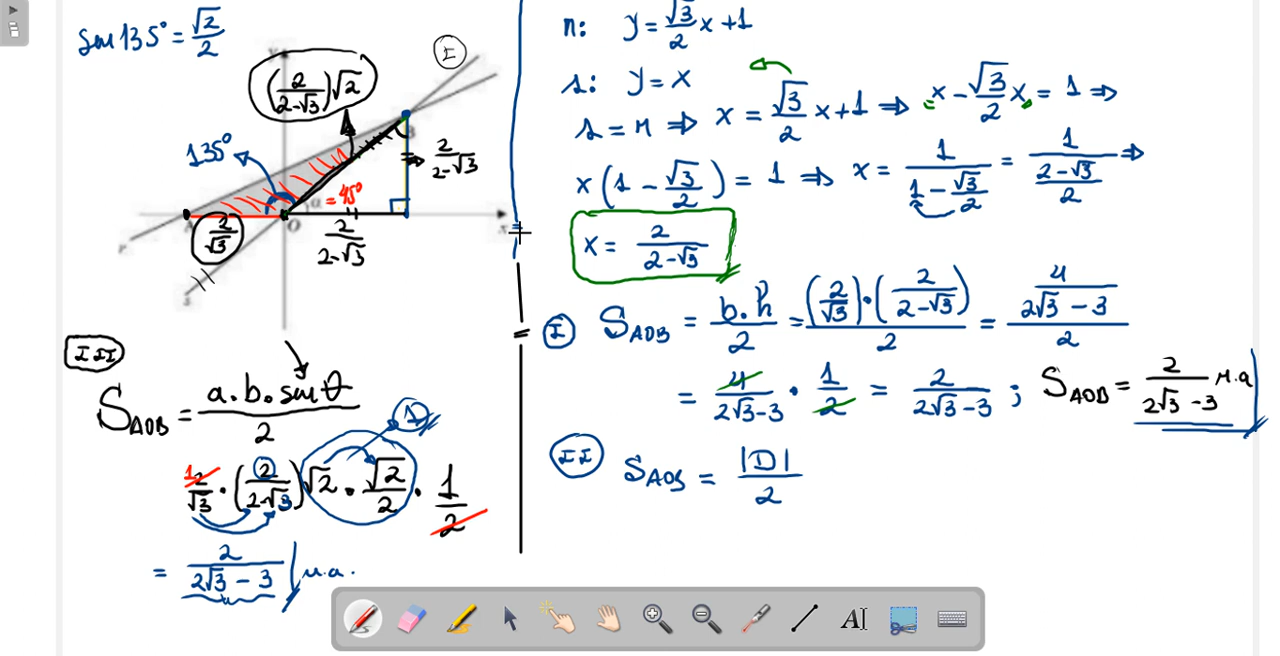 sen 135° = √2/2
I
(2/(2-√3))√2
y
135°
B
⇒ 2/(2-√3)
α = 45°
A
O
x
2/√3
2/(2-√3)
r
s
III
S_AOB = a.b.senθ/2
2/√3 · (2/(2-√3))√2 · √2/2 · 1/2
1
= 2/(2√3 - 3) u.a.
r: y = √3/2 x + 1
s: y = x
s = r ⇒ x = √3/2 x + 1 ⇒ x - √3/2 x = 1 ⇒
x(1 - √3/2) = 1 ⇒ x = 1/(1 - √3/2) = 1/((2-√3)/2) ⇒
x = 2/(2-√3)
= I S_AOB = b.h/2 = (2/√3)·(2/(2-√3))/2 = (4/(2√3 - 3))/2
= 4/(2√3-3) · 1/2 = 2/(2√3-3) ; S_AOB = 2/(2√3-3) u.a
II S_AOB = |D|/2
AI